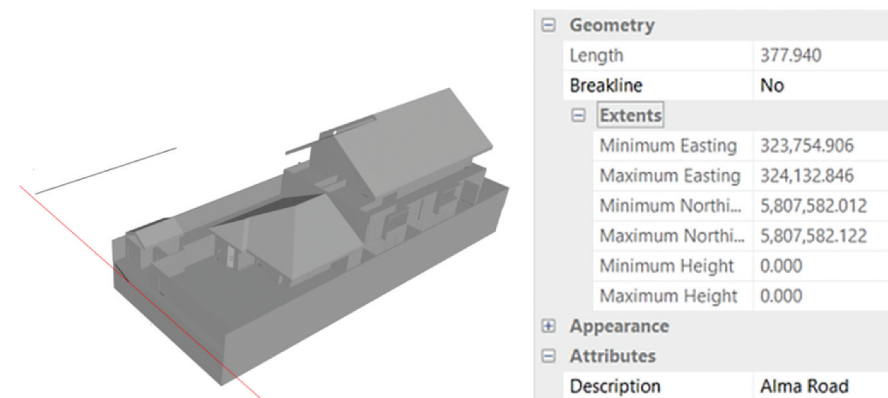 Geometry
Length 377.940
Breakline No
Extents
Minimum Easting 323,754.906
Maximum Easting 324,132.846
Minimum Northi... 5,807,582.012
Maximum Northi... 5,807,582.122
Minimum Height 0.000
Maximum Height 0.000
Appearance
Attributes
Description Alma Road